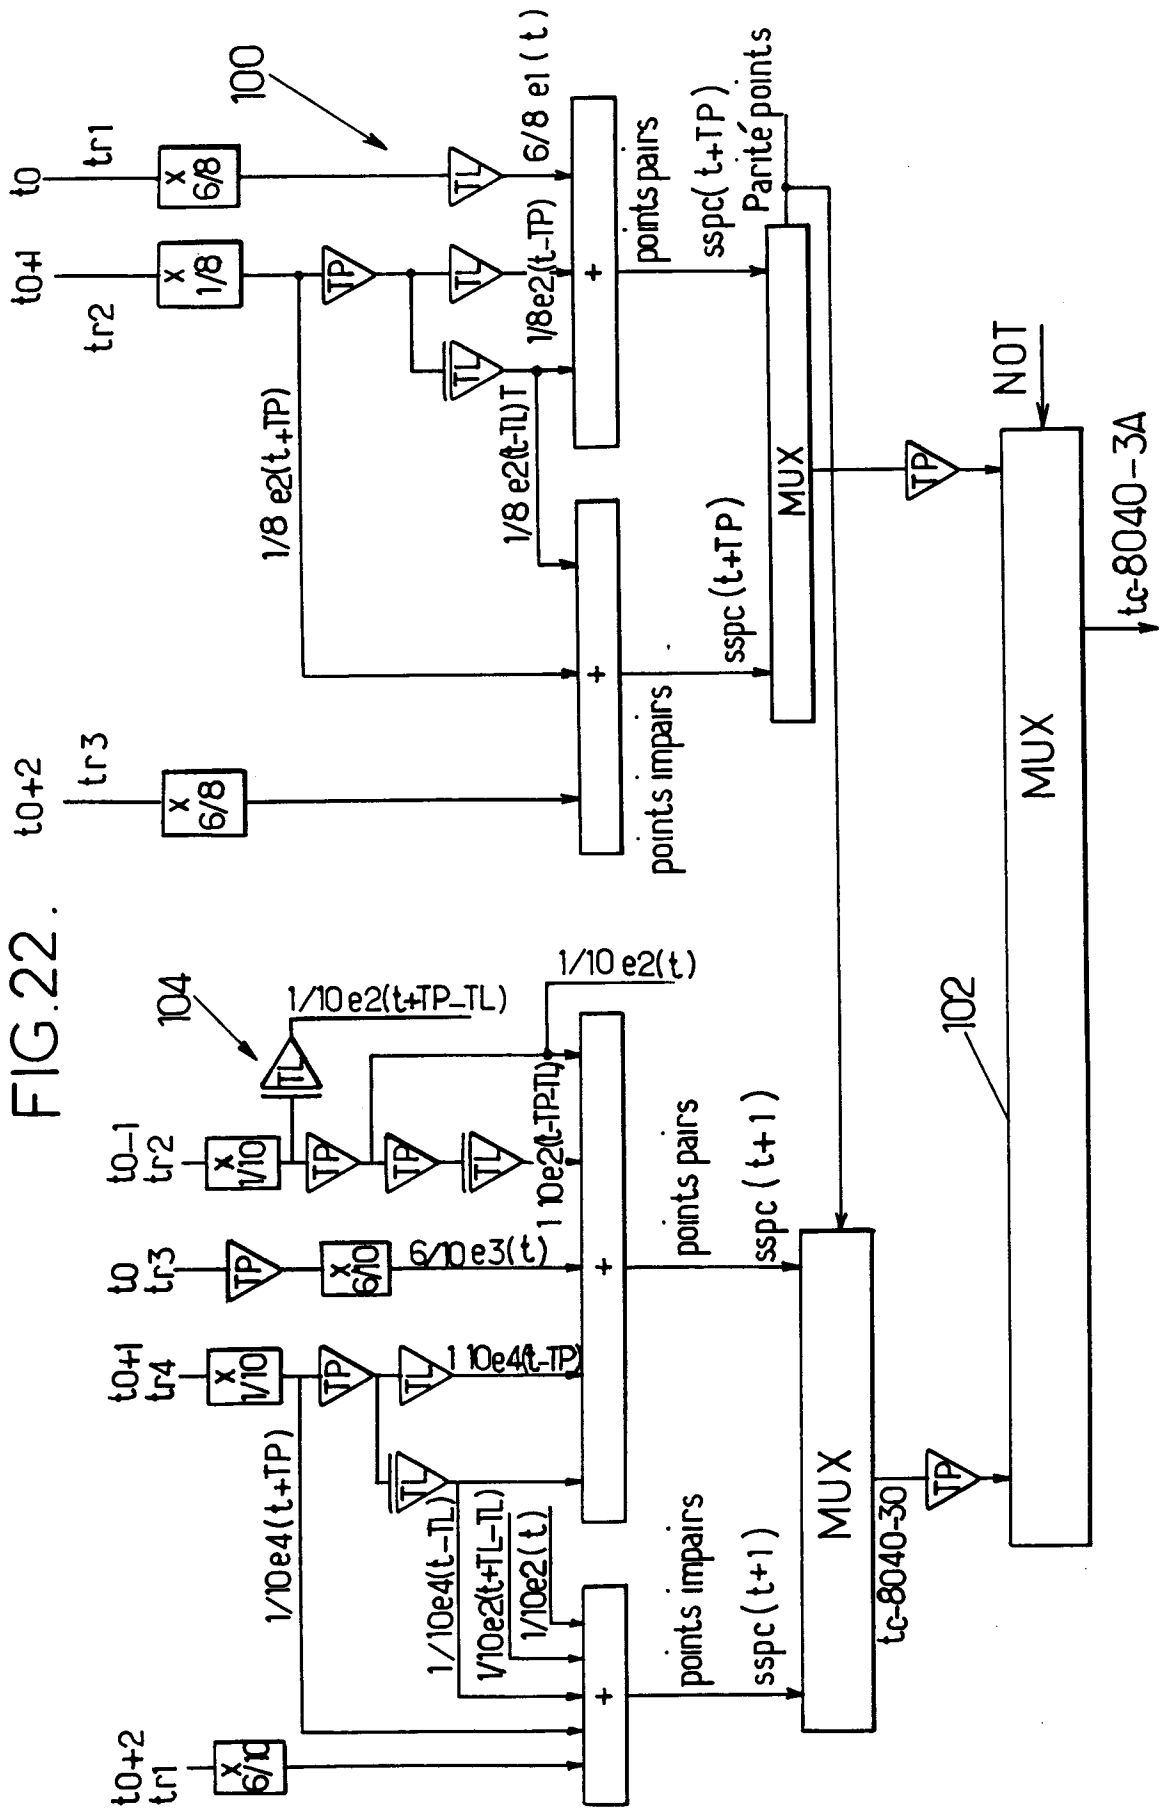 FIG.22.
t0+2
tr1
x
6/10
t0+1
tr4
x
1/10
t0
tr3
TP
x
6/10
t0-1
tr2
x
1/10
104
TL
1/10 e2(t+TP-TL)
TP
TP
TL
TP
TL
TL
1/10e4(t+TP)
1/10e4(t-TL)
1/10e2(t+TL-TL)
1/10e2(t)
1 10e4(t-TP)
6/10 e3(t)
1 10e2(t-TP-TL)
1/10 e2(t)
+
+
points impairs
sspc(t+1)
points pairs
sspc (t+1)
MUX
tc-8040-30
TP
t0+2
tr3
x
6/8
t0+1
tr2
x
1/8
t0
tr1
x
6/8
100
TP
TL
TL
TL
1/8 e2(t+TP)
1/8 e2(t-TL)T
1/8e2(t-TP)
6/8 e1(t)
+
+
points impairs
sspc(t+TP)
points pairs
sspc(t+TP)
Parité points
MUX
TP
NOT
102
MUX
tc-8040-3A